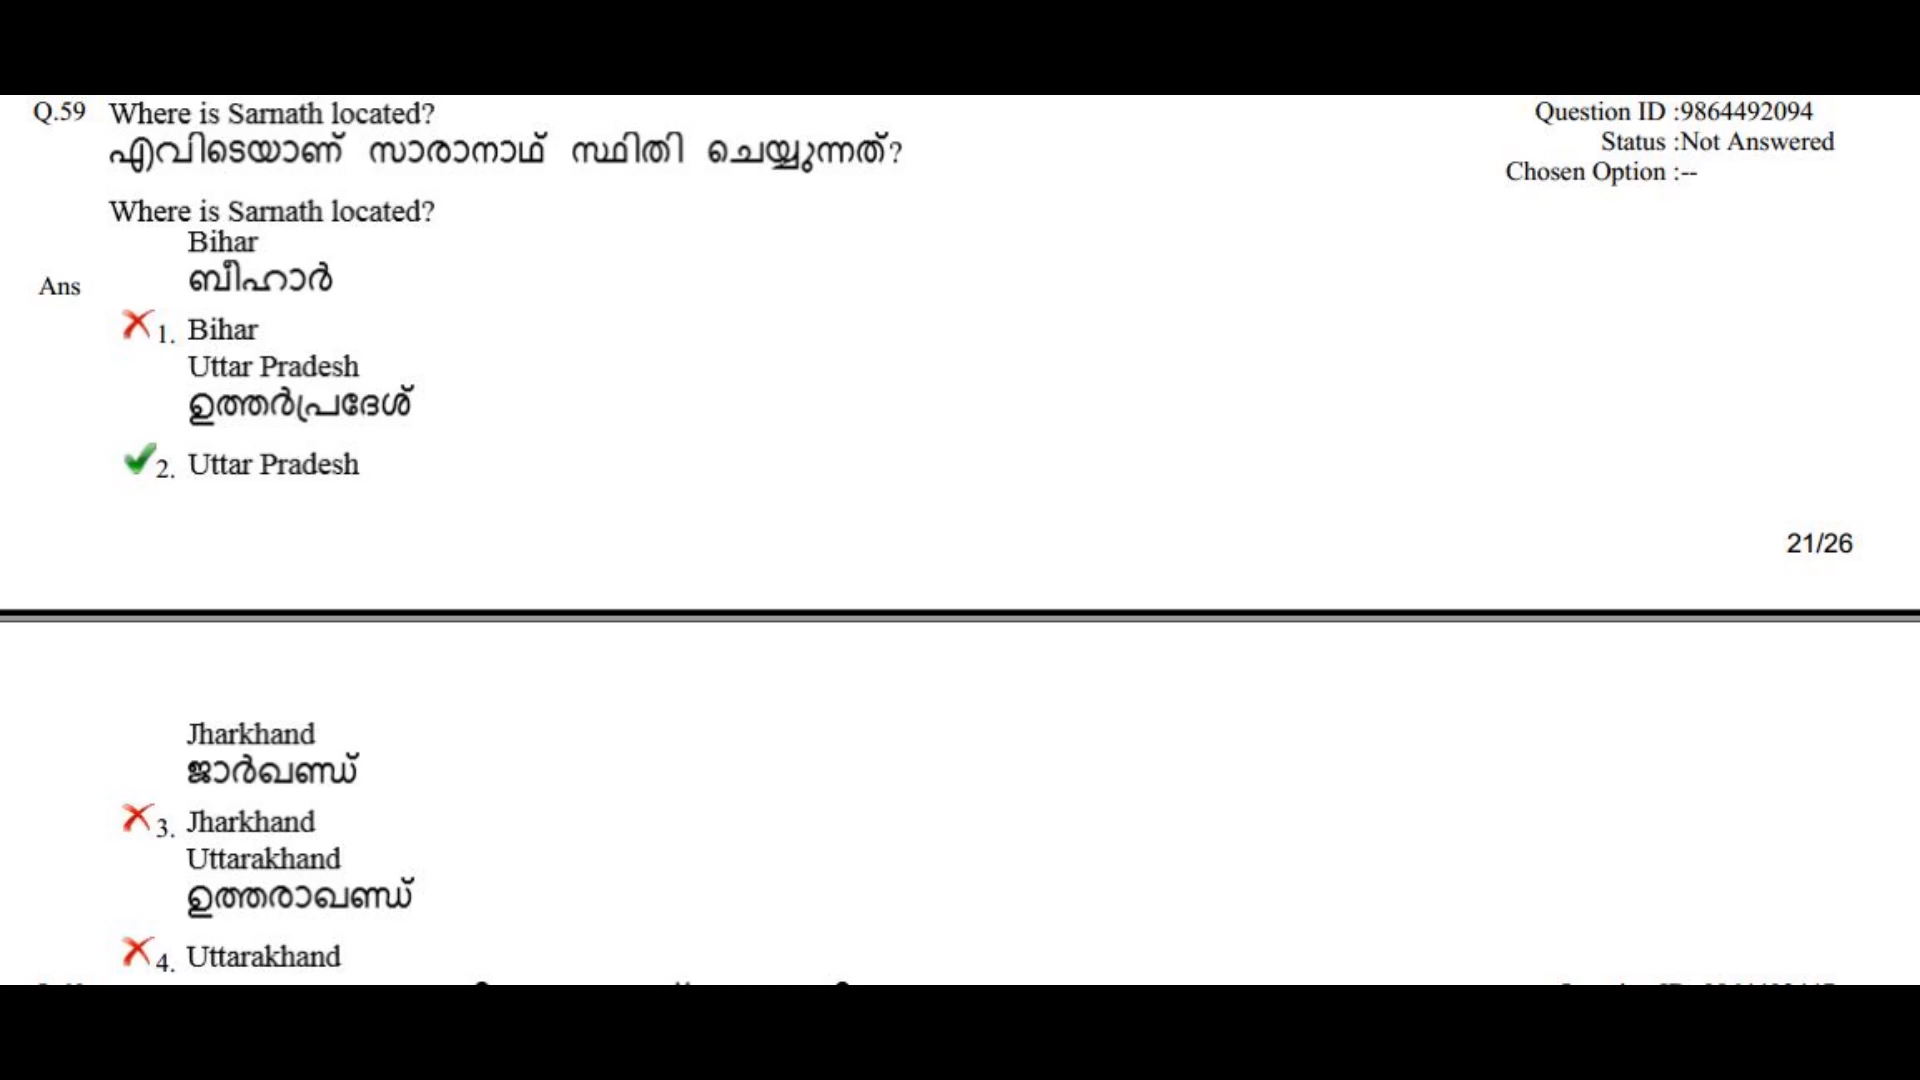 Q.59 Where is Sarnath located?
എവിടെയാണ് സാരാനാഥ് സ്ഥിതി ചെയ്യുന്നത്?
Question ID :9864492094
Status :Not Answered
Chosen Option :--
Where is Sarnath located?
Ans
Bihar
ബീഹാർ
1. Bihar
Uttar Pradesh
ഉത്തർപ്രദേശ്
2. Uttar Pradesh
21/26
Jharkhand
ജാർഖണ്ഡ്
3. Jharkhand
Uttarakhand
ഉത്തരാഖണ്ഡ്
4. Uttarakhand